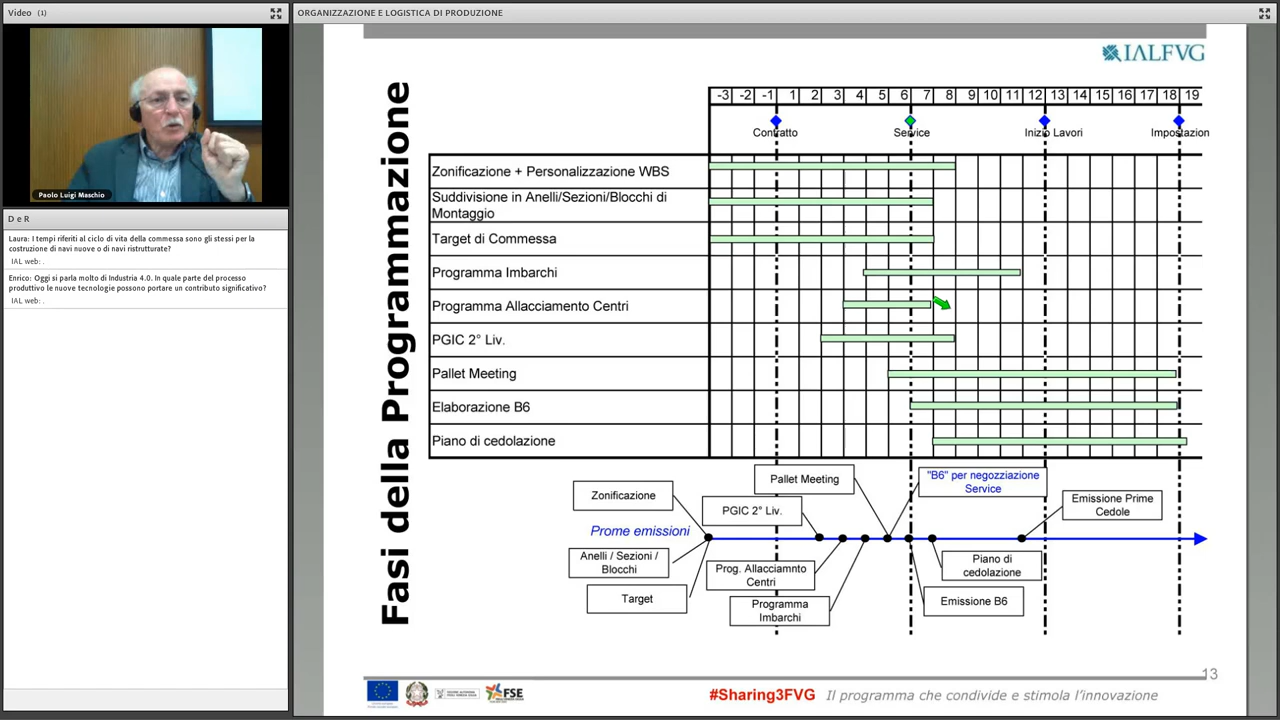 Video (1)
ORGANIZZAZIONE E LOGISTICA DI PRODUZIONE
Paolo Luigi Maschio
D e R
Laura: I tempi riferiti al ciclo di vita della commessa sono gli stessi per la
costruzione di navi nuove o di navi ristrutturate?
IAL web: .
Enrico: Oggi si parla molto di Industria 4.0. In quale parte del processo
produttivo le nuove tecnologie possono portare un contributo significativo?
IAL web: .
IALFVG
Fasi della Programmazione
-3 -2 -1 1 2 3 4 5 6 7 8 9 10 11 12 13 14 15 16 17 18 19
Contratto Service Inizio Lavori Impostazion
Zonificazione + Personalizzazione WBS
Suddivisione in Anelli/Sezioni/Blocchi di
Montaggio
Target di Commessa
Programma Imbarchi
Programma Allacciamento Centri
PGIC 2° Liv.
Pallet Meeting
Elaborazione B6
Piano di cedolazione
Pallet Meeting
"B6" per negozziazione
Service
Zonificazione
Emissione Prime
Cedole
PGIC 2° Liv.
Prome emissioni
Anelli / Sezioni /
Blocchi
Prog. Allacciamnto
Centri
Piano di
cedolazione
Target
Programma
Imbarchi
Emissione B6
13
FSE
#Sharing3FVG Il programma che condivide e stimola l'innovazione